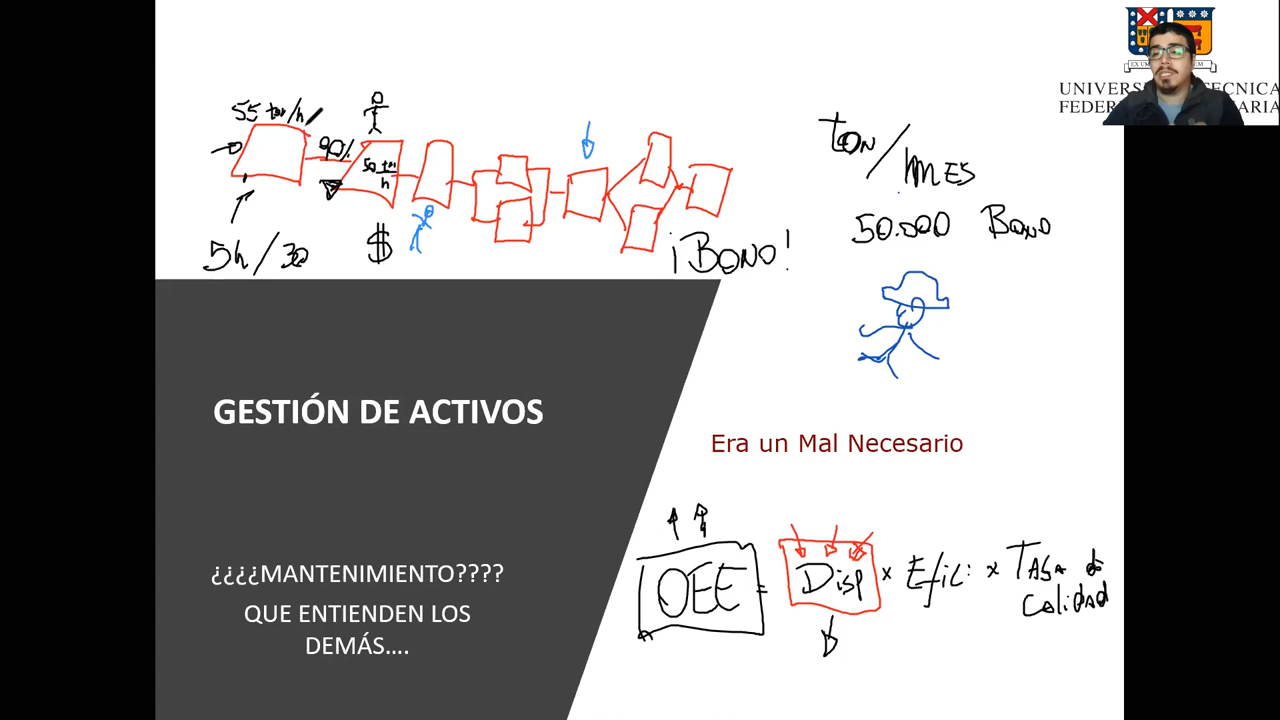 UNIVERS TECNICA
FEDER ARIA
55 ton/h
90%
50 ton
h
5h/30
$
¡BONO!
ton/MES
50.000 BONO
GESTIÓN DE ACTIVOS
Era un Mal Necesario
¿¿¿¿MANTENIMIENTO????
QUE ENTIENDEN LOS
DEMÁS....
OEE = Disp x Efic: x TASA de
Calidad